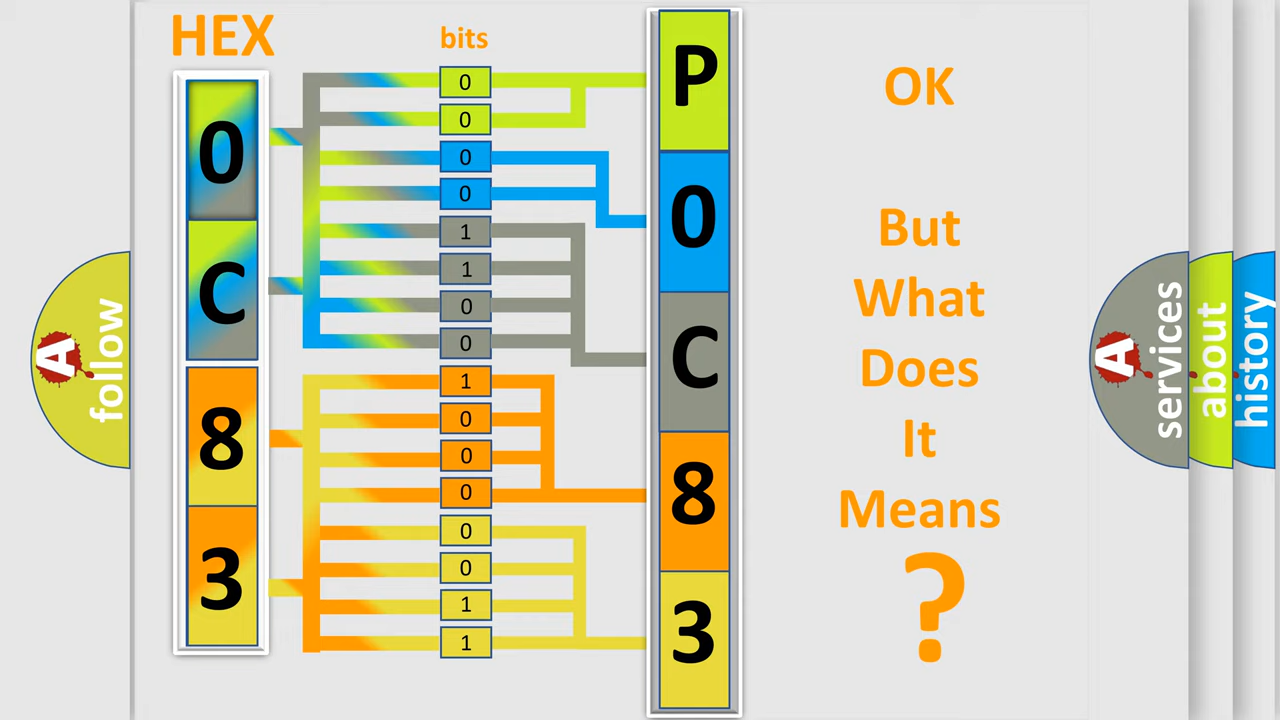 HEX
bits
0
C
8
3
0
0
0
0
1
1
0
0
1
0
0
0
0
0
1
1
P
0
C
8
3
OK
But
What
Does
It
Means
?
A
follow
A
services
about
history